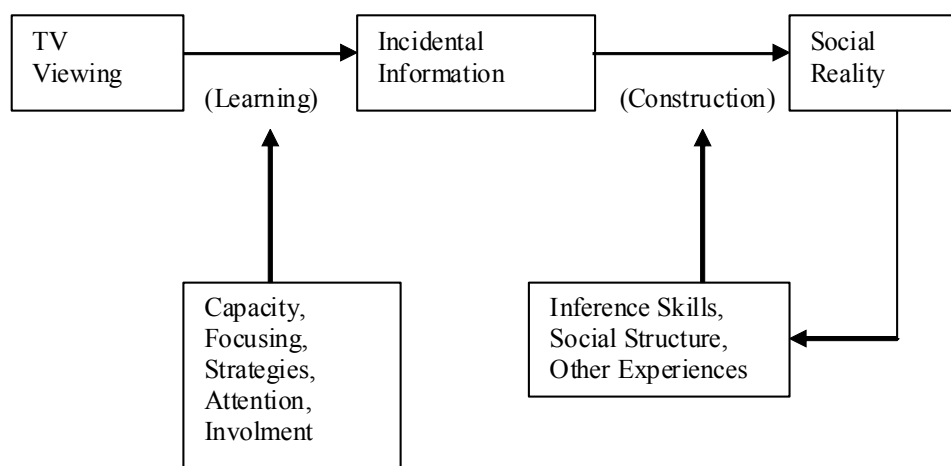 TV
Viewing
Incidental
Information
Social
Reality
(Learning)
(Construction)
Capacity,
Focusing,
Strategies,
Attention,
Involment
Inference Skills,
Social Structure,
Other Experiences